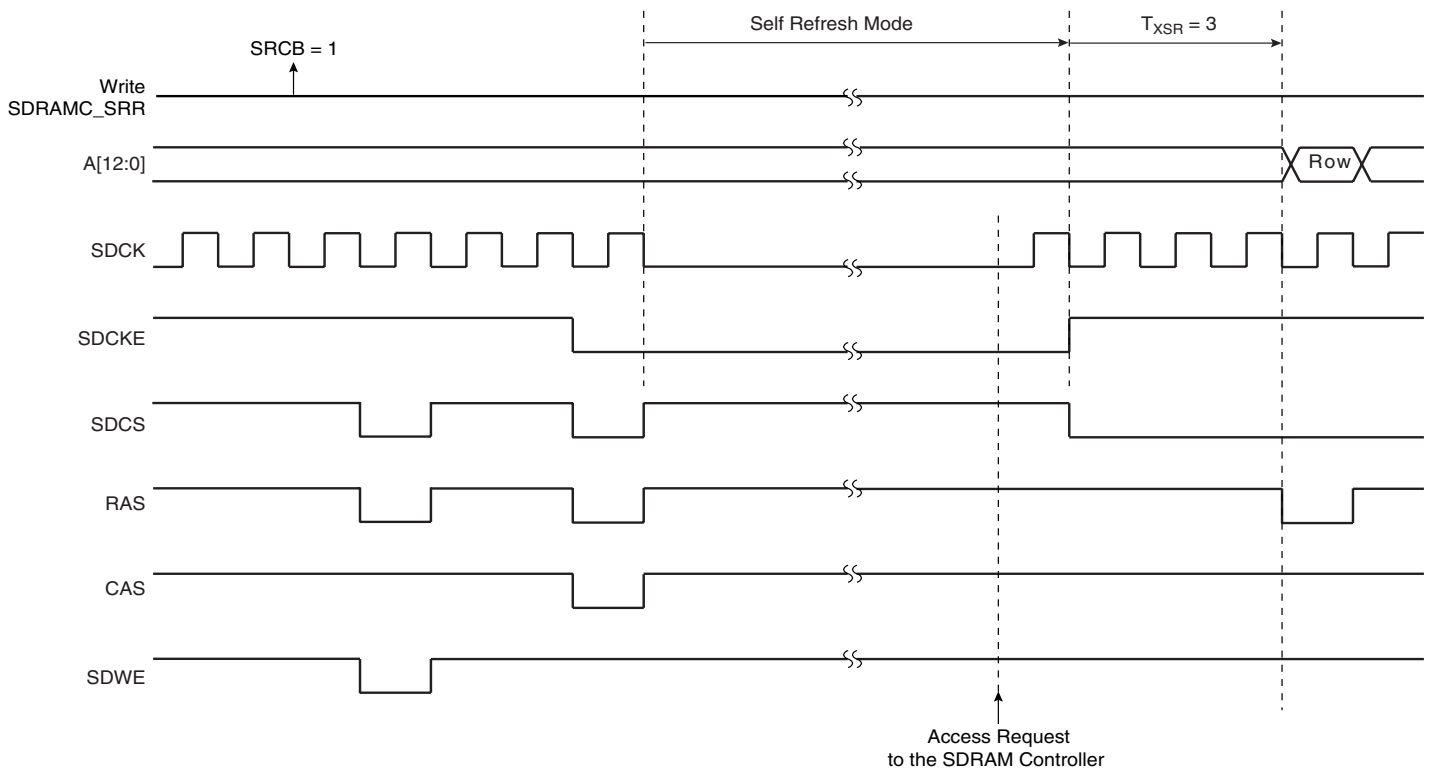 Self Refresh Mode
TXSR = 3
SRCB = 1
Write
SDRAMC_SRR
A[12:0]
Row
SDCK
SDCKE
SDCS
RAS
CAS
SDWE
Access Request
to the SDRAM Controller